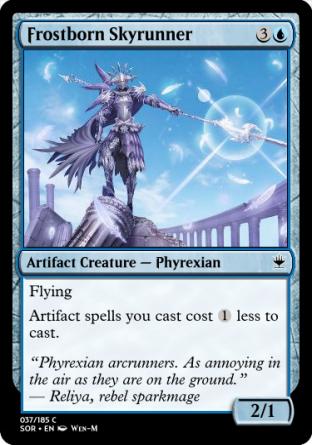 Frostborn Skyrunner 3
Artifact Creature — Phyrexian
Flying
Artifact spells you cast cost 1 less to
cast.
“Phyrexian arcrunners. As annoying
in the air as they are on the ground.”
— Reliya, rebel sparkmage
2/1
037/185 C
SOR • EN Wen-M